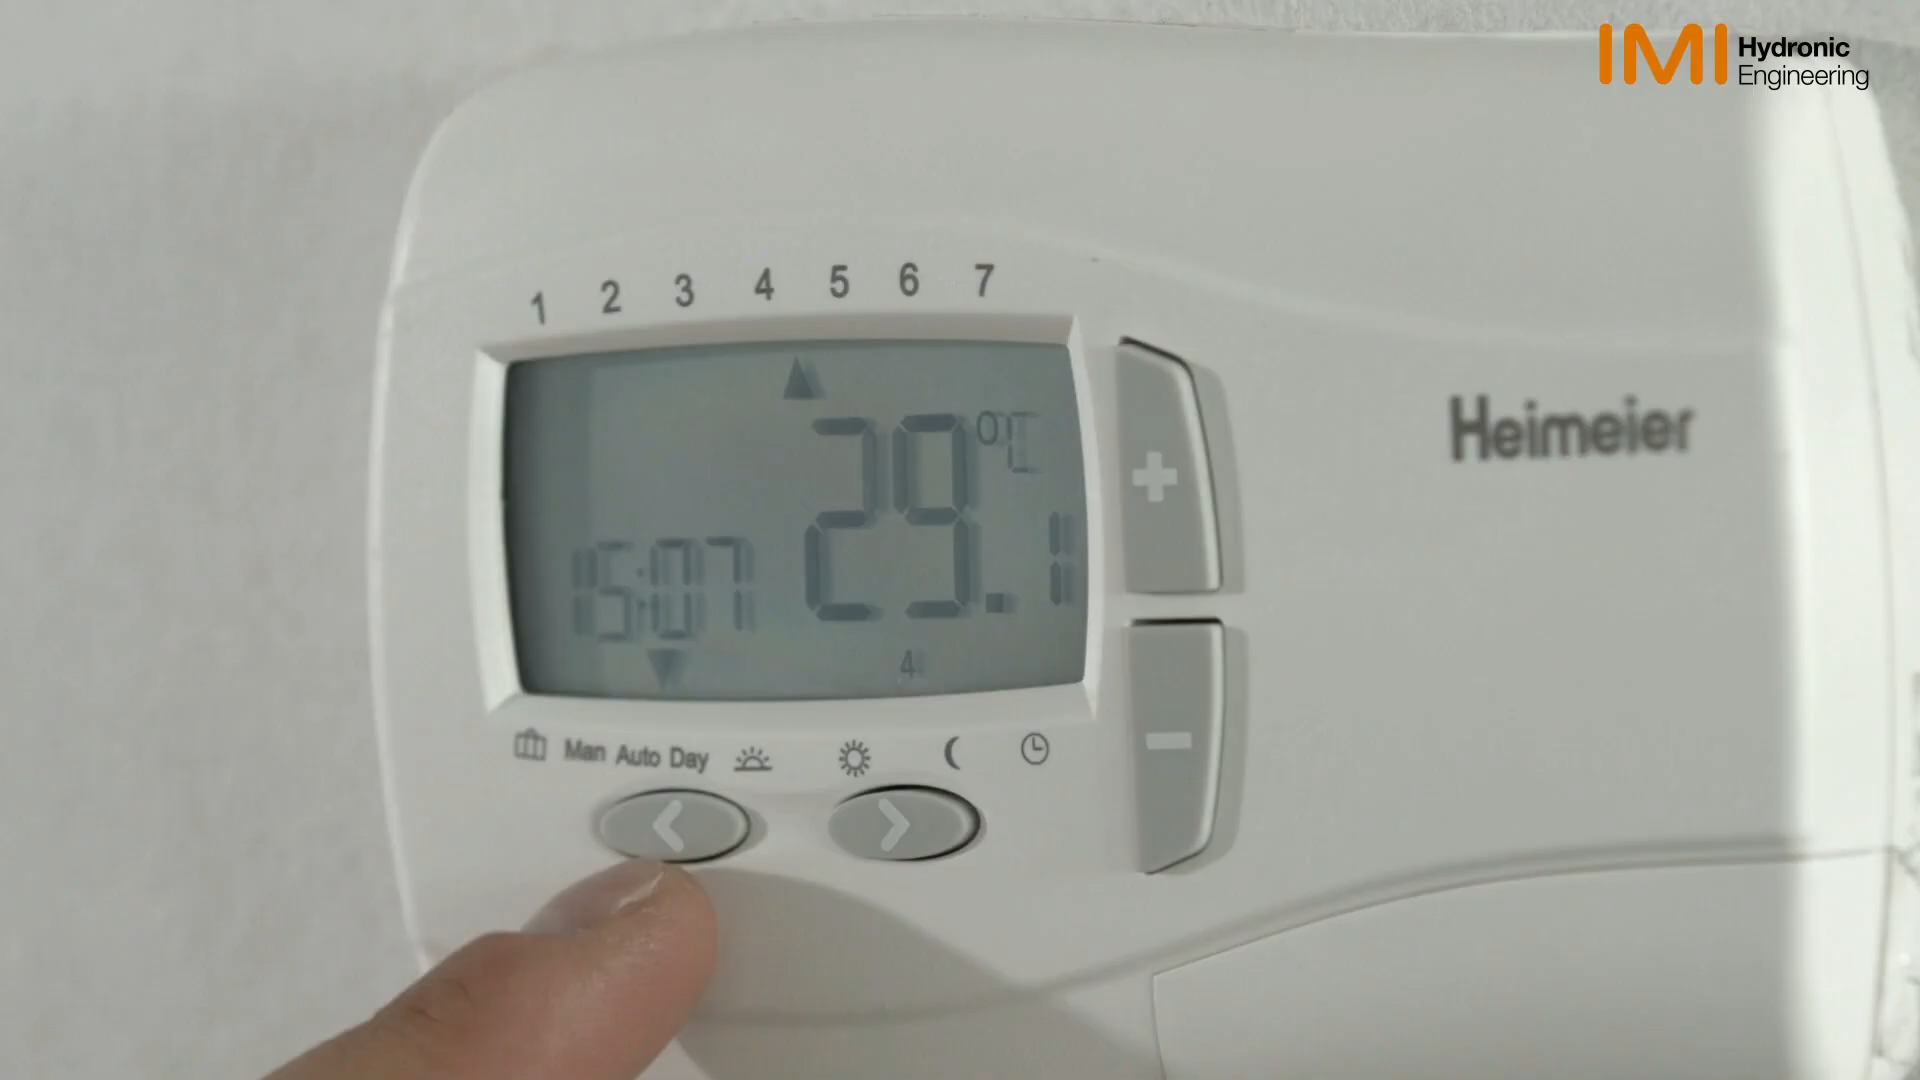 IMI Hydronic
Engineering
1 2 3 4 5 6 7
Heimeier
29.1 °C
15:07
4
Man Auto Day